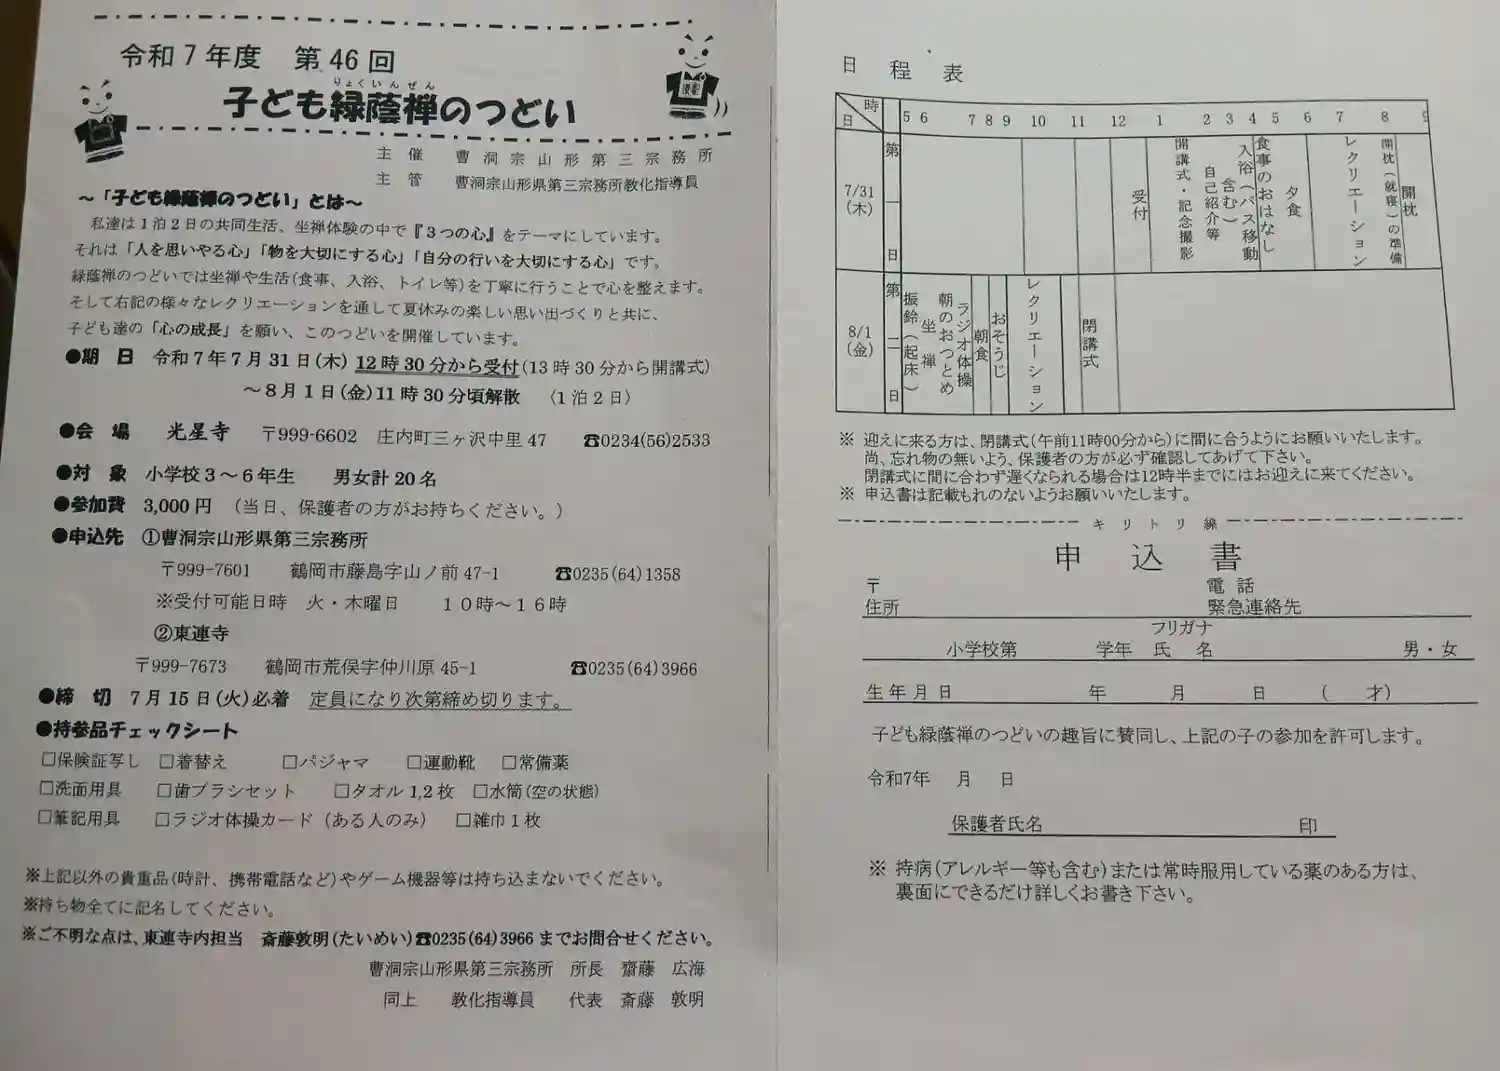 令和7年度　第46回
りょくいんぜん
子ども緑蔭禅のつどい
主　催　曹洞宗山形第三宗務所
主　管　曹洞宗山形県第三宗務所教化指導員
～「子ども緑蔭禅のつどい」とは～
私達は1泊2日の共同生活、坐禅体験の中で『3つの心』をテーマにしています。
それは「人を思いやる心」「物を大切にする心」「自分の行いを大切にする心」です。
緑蔭禅のつどいでは坐禅や生活(食事、入浴、トイレ等)を丁寧に行うことで心を整えます。
そして右記の様々なレクリエーションを通して夏休みの楽しい思い出づくりと共に、
子ども達の「心の成長」を願い、このつどいを開催しています。
●期　日　令和7年7月31日(木) 12時30分から受付(13時30分から開講式)
～8月1日(金)11時30分頃解散　〈1泊2日〉
●会　場　光星寺　〒999-6602　庄内町三ヶ沢中里47　☎0234(56)2533
●対　象　小学校3～6年生　男女計20名
●参加費　3,000円　（当日、保護者の方がお持ちください。）
●申込先　①曹洞宗山形県第三宗務所
〒999-7601　鶴岡市藤島字山ノ前47-1　☎0235(64)1358
※受付可能日時　火・木曜日　10時～16時
②東連寺
〒999-7673　鶴岡市荒俣字仲川原45-1　☎0235(64)3966
●締　切　7月15日(火)必着　定員になり次第締め切ります。
●持参品チェックシート
□保険証写し　□着替え　□パジャマ　□運動靴　□常備薬
□洗面用具　□歯ブラシセット　□タオル1,2枚　□水筒(空の状態)
□筆記用具　□ラジオ体操カード（ある人のみ）　□雑巾1枚
※上記以外の貴重品(時計、携帯電話など)やゲーム機器等は持ち込まないでください。
※持ち物全てに記名してください。
※ご不明な点は、東連寺内担当　斎藤敦明(たいめい)☎0235(64)3966までお問合せください。
曹洞宗山形県第三宗務所　所長　齋藤　広海
同上　教化指導員　代表　斎藤　敦明
日　程　表
時
日
5 6 7 8 9 10 11 12 1 2 3 4 5 6 7 8 9
7/31
(木)
第一日
受付
開講式・記念撮影
自己紹介等
入浴(バス移動含む)
食事のおはなし
夕食
レクリエーション
開枕(就寝)の準備
開枕
8/1
(金)
第二日
振鈴(起床)
坐禅
朝のおつとめ
ラジオ体操
朝食
おそうじ
レクリエーション
閉講式
※ 迎えに来る方は、閉講式(午前11時00分から)に間に合うようにお願いいたします。
尚、忘れ物の無いよう、保護者の方が必ず確認してあげて下さい。
閉講式に間に合わず遅くなられる場合は12時半までにはお迎えに来てください。
※ 申込書は記載もれのないようお願いいたします。
キリトリ線
申　込　書
〒　電話
住所　緊急連絡先
フリガナ
小学校第　学年　氏　名　男・女
生年月日　年　月　日　(　才)
子ども緑蔭禅のつどいの趣旨に賛同し、上記の子の参加を許可します。
令和7年　月　日
保護者氏名　印
※ 持病(アレルギー等も含む)または常時服用している薬のある方は、
裏面にできるだけ詳しくお書き下さい。